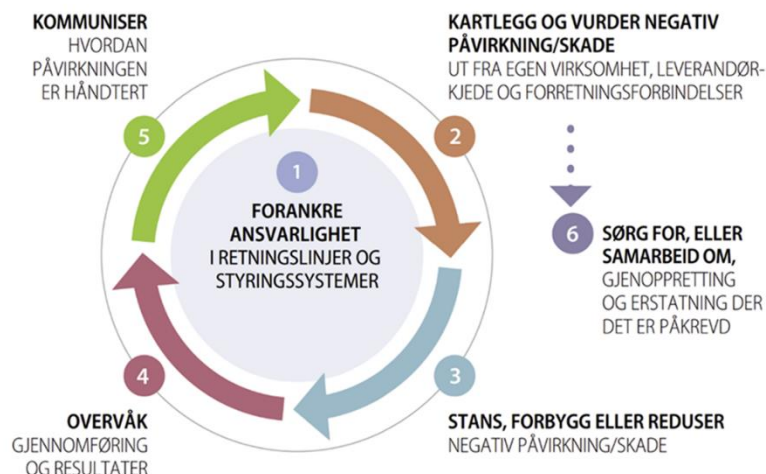 1
FORANKRE
ANSVARLIGHET
I RETNINGSLINJER OG
STYRINGSSYSTEMER
2
KARTLEGG OG VURDER NEGATIV
PÅVIRKNING/SKADE
UT FRA EGEN VIRKSOMHET, LEVERANDØR-
KJEDE OG FORRETNINGSFORBINDELSER
3
STANS, FORBYGG ELLER REDUSER
NEGATIV PÅVIRKNING/SKADE
4
OVERVÅK
GJENNOMFØRING
OG RESULTATER
5
KOMMUNISER
HVORDAN
PÅVIRKNINGEN
ER HÅNDTERT
6
SØRG FOR, ELLER
SAMARBEID OM,
GJENOPPRETTING
OG ERSTATNING DER
DET ER PÅKREVD